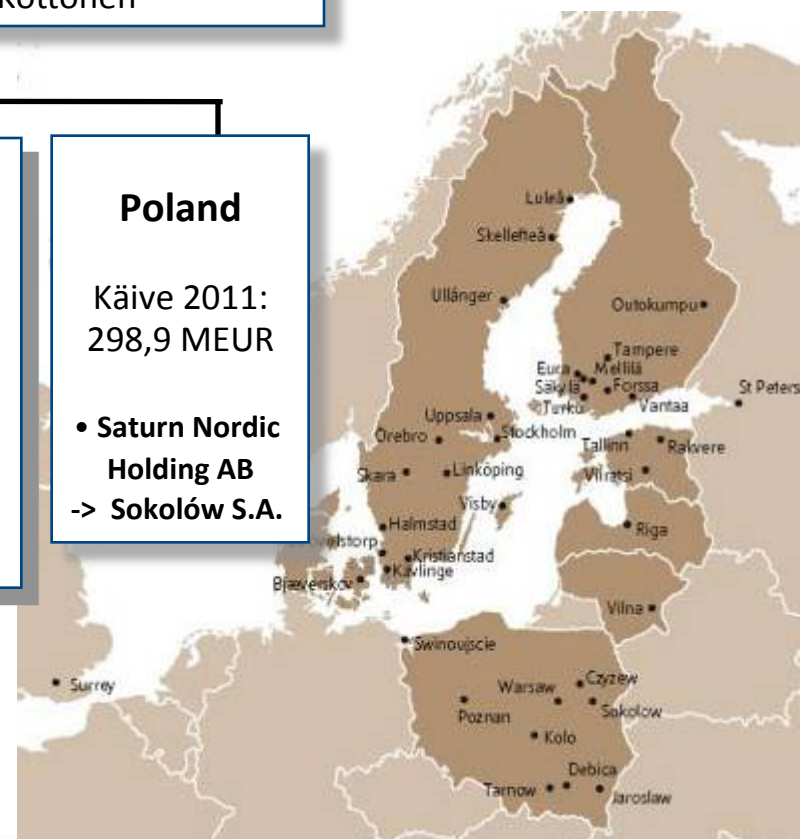 Kottonen
Poland
Käive 2011:
298,9 MEUR
• Saturn Nordic
Holding AB
-> Sokolów S.A.
Luleå
Skellefteå
Ullånger
Outokumpu
Tampere
Eura
Mellilä
Säkylä
Forssa
St Peters
Turku
Vantaa
Uppsala
Örebro
Stockholm
Tallinn
Rakvere
Skara
Linköping
Viiratsi
Visby
Halmstad
Riga
elstorp
Kristianstad
Kävlinge
Bjæverskov
Vilna
Swinoujscie
Surrey
Warsaw
Czyzew
Poznan
Sokolow
Kolo
Debica
Tarnow
Jaroslaw